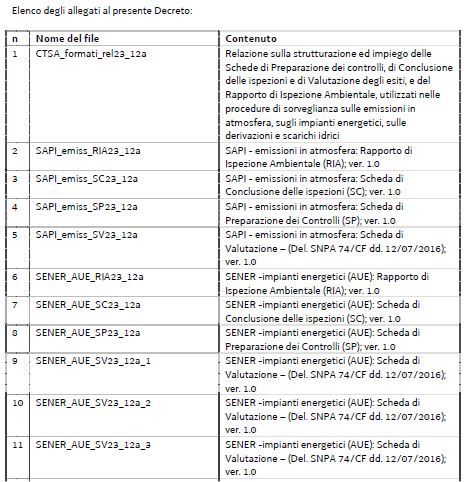 Elenco degli allegati al presente Decreto:
n Nome del file Contenuto
1 CTSA_formati_rel23_12a Relazione sulla strutturazione ed impiego delle
Schede di Preparazione dei controlli, di Conclusione
delle ispezioni e di Valutazione degli esiti, e del
Rapporto di Ispezione Ambientale, utilizzati nelle
procedure di sorveglianza sulle emissioni in
atmosfera, sugli impianti energetici, sulle
derivazioni e scarichi idrici
2 SAPI_emiss_RIA23_12a SAPI - emissioni in atmosfera: Rapporto di
Ispezione Ambientale (RIA); ver. 1.0
3 SAPI_emiss_SC23_12a SAPI - emissioni in atmosfera: Scheda di
Conclusione delle ispezioni (SC); ver. 1.0
4 SAPI_emiss_SP23_12a SAPI - emissioni in atmosfera: Scheda di
Preparazione dei Controlli (SP); ver. 1.0
5 SAPI_emiss_SV23_12a SAPI - emissioni in atmosfera: Scheda di
Valutazione – (Del. SNPA 74/CF dd. 12/07/2016);
ver. 1.0
6 SENER_AUE_RIA23_12a SENER -impianti energetici (AUE): Rapporto di
Ispezione Ambientale (RIA); ver. 1.0
7 SENER_AUE_SC23_12a SENER -impianti energetici (AUE): Scheda di
Conclusione delle ispezioni (SC); ver. 1.0
8 SENER_AUE_SP23_12a SENER -impianti energetici (AUE): Scheda di
Preparazione dei Controlli (SP); ver. 1.0
9 SENER_AUE_SV23_12a_1 SENER -impianti energetici (AUE): Scheda di
Valutazione – (Del. SNPA 74/CF dd. 12/07/2016);
ver. 1.0
10 SENER_AUE_SV23_12a_2 SENER -impianti energetici (AUE): Scheda di
Valutazione – (Del. SNPA 74/CF dd. 12/07/2016);
ver. 1.0
11 SENER_AUE_SV23_12a_3 SENER -impianti energetici (AUE): Scheda di
Valutazione – (Del. SNPA 74/CF dd. 12/07/2016);
ver. 1.0